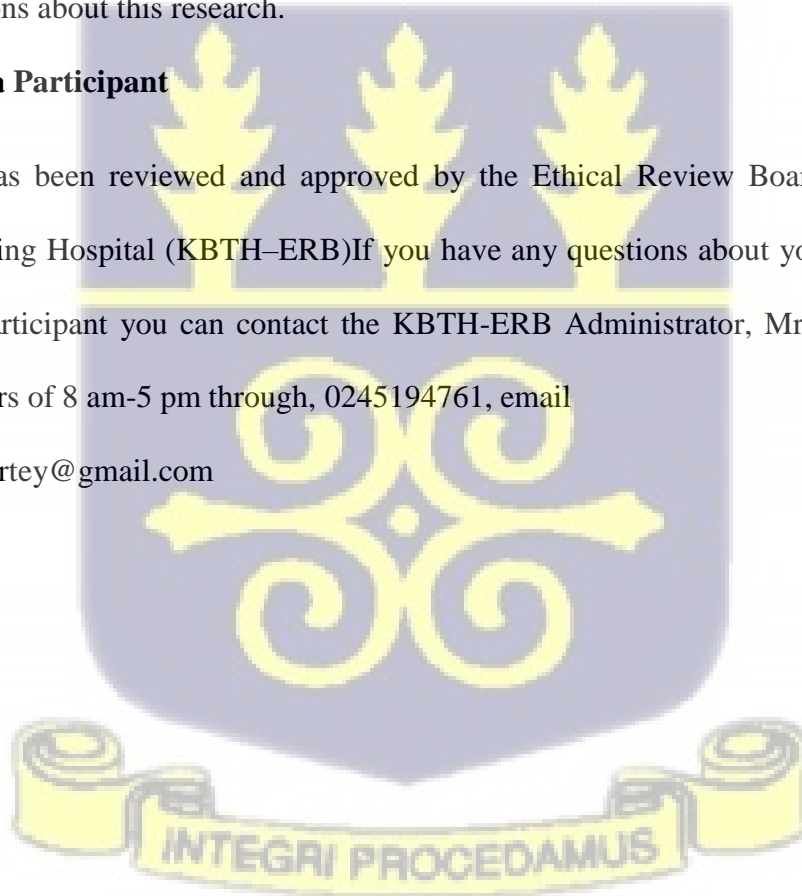 ons about this research.
a Participant
as been reviewed and approved by the Ethical Review Boar
ing Hospital (KBTH–ERB)If you have any questions about yo
articipant you can contact the KBTH-ERB Administrator, Mr
rs of 8 am-5 pm through, 0245194761, email
rtey@gmail.com
INTEGRI PROCEDAMUS